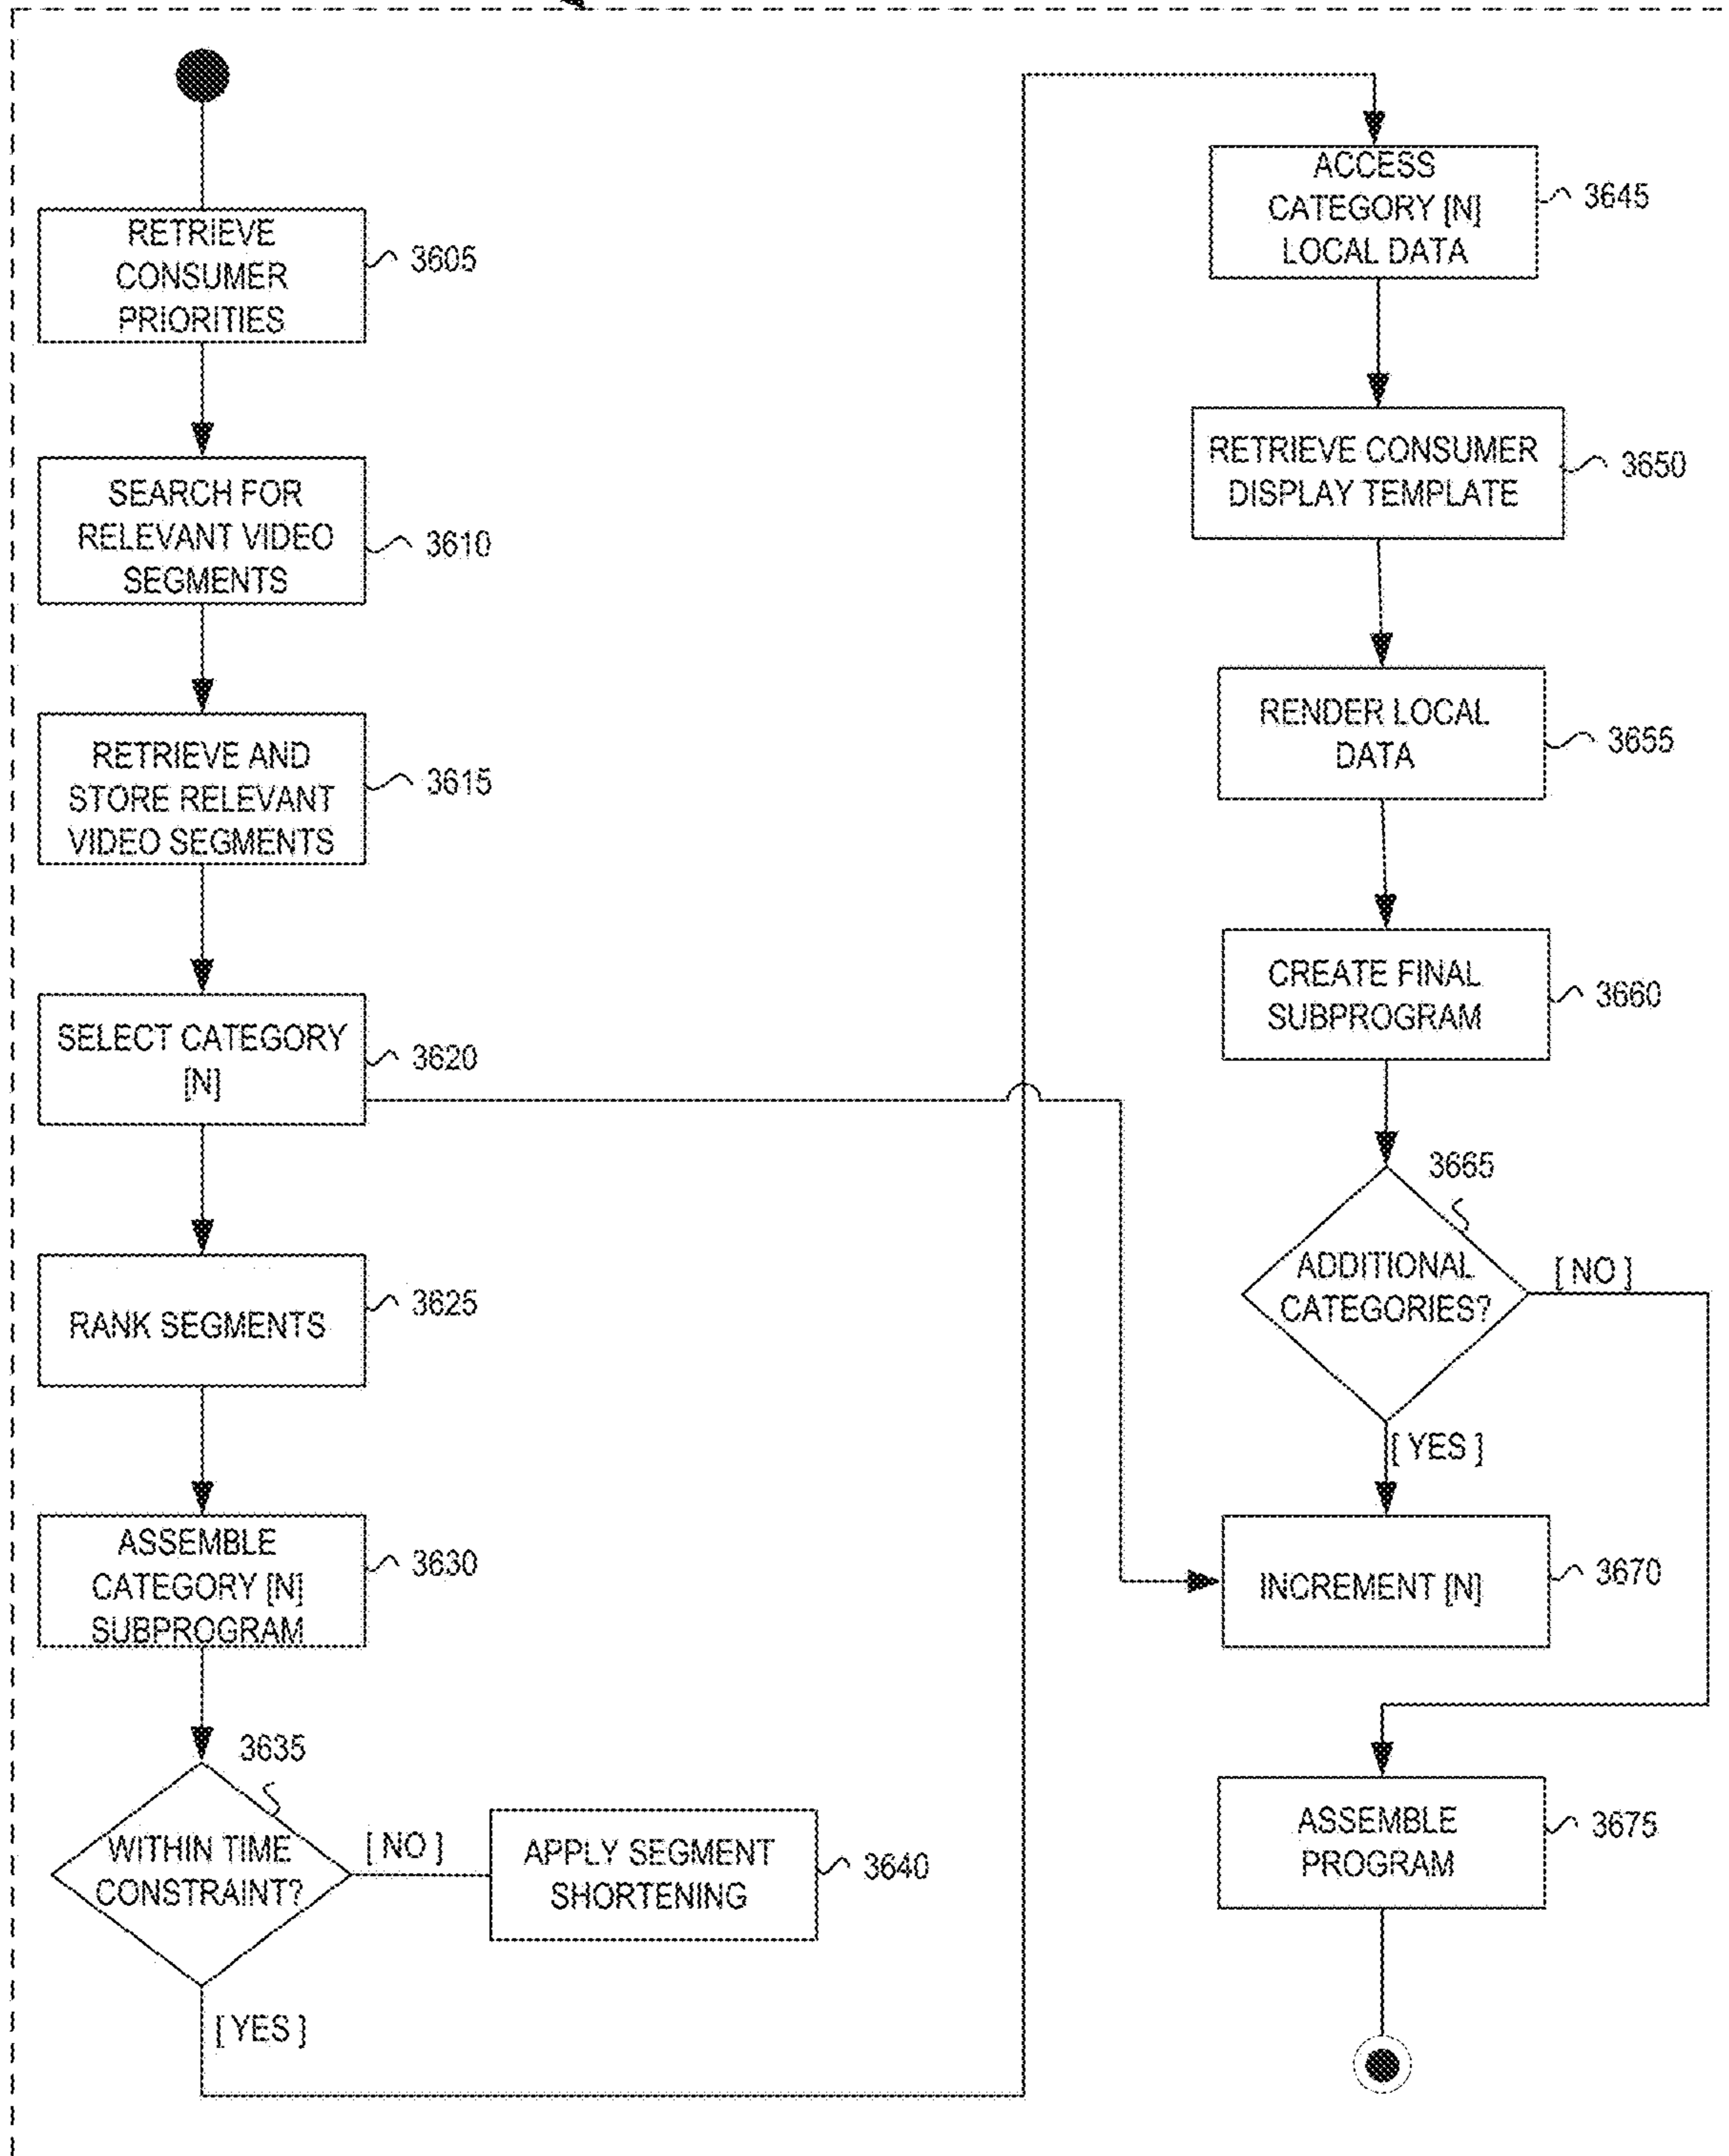 RETRIEVE
CONSUMER
PRIORITIES
3605
SEARCH FOR
RELEVANT VIDEO
SEGMENTS
3610
RETRIEVE AND
STORE RELEVANT
VIDEO SEGMENTS
3615
SELECT CATEGORY
[N]
3620
RANK SEGMENTS
3625
ASSEMBLE
CATEGORY [N]
SUBPROGRAM
3630
3635
WITHIN TIME
CONSTRAINT?
[ NO ]
APPLY SEGMENT
SHORTENING
3640
[ YES ]
ACCESS
CATEGORY [N]
LOCAL DATA
3645
RETRIEVE CONSUMER
DISPLAY TEMPLATE
3650
RENDER LOCAL
DATA
3655
CREATE FINAL
SUBPROGRAM
3660
3665
ADDITIONAL
CATEGORIES?
[ NO ]
[ YES ]
INCREMENT [N]
3670
ASSEMBLE
PROGRAM
3675